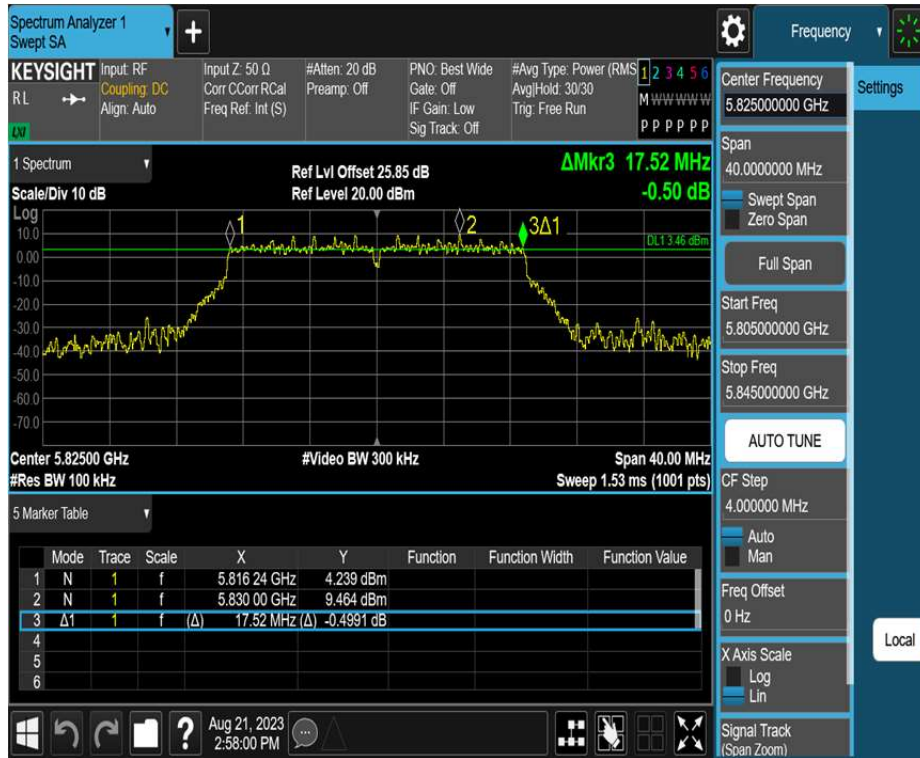 Spectrum Analyzer 1
Swept SA
+
Frequency
KEYSIGHT
RL
LXI
Input: RF
Coupling: DC
Align: Auto
Input Z: 50 Ω
Corr CCorr RCal
Freq Ref: Int (S)
#Atten: 20 dB
Preamp: Off
PNO: Best Wide
Gate: Off
IF Gain: Low
Sig Track: Off
#Avg Type: Power (RMS
Avg|Hold: 30/30
Trig: Free Run
1 2 3 4 5 6
M W W W W W
P P P P P P
1 Spectrum
Scale/Div 10 dB
Ref Lvl Offset 25.85 dB
Ref Level 20.00 dBm
ΔMkr3 17.52 MHz
-0.50 dB
Log
10.0
0.00
-10.0
-20.0
-30.0
-40.0
-50.0
-60.0
-70.0
1
2
3Δ1
DL1 3.46 dBm
Center 5.82500 GHz
#Video BW 300 kHz
Span 40.00 MHz
#Res BW 100 kHz
Sweep 1.53 ms (1001 pts)
5 Marker Table
Mode Trace Scale X Y Function Function Width Function Value
1 N 1 f 5.816 24 GHz 4.239 dBm
2 N 1 f 5.830 00 GHz 9.464 dBm
3 Δ1 1 f (Δ) 17.52 MHz (Δ) -0.4991 dB
4
5
6
?
Aug 21, 2023
2:58:00 PM
Center Frequency
5.825000000 GHz
Span
40.0000000 MHz
Swept Span
Zero Span
Full Span
Start Freq
5.805000000 GHz
Stop Freq
5.845000000 GHz
AUTO TUNE
CF Step
4.000000 MHz
Auto
Man
Freq Offset
0 Hz
X Axis Scale
Log
Lin
Signal Track
(Span Zoom)
Settings
Local